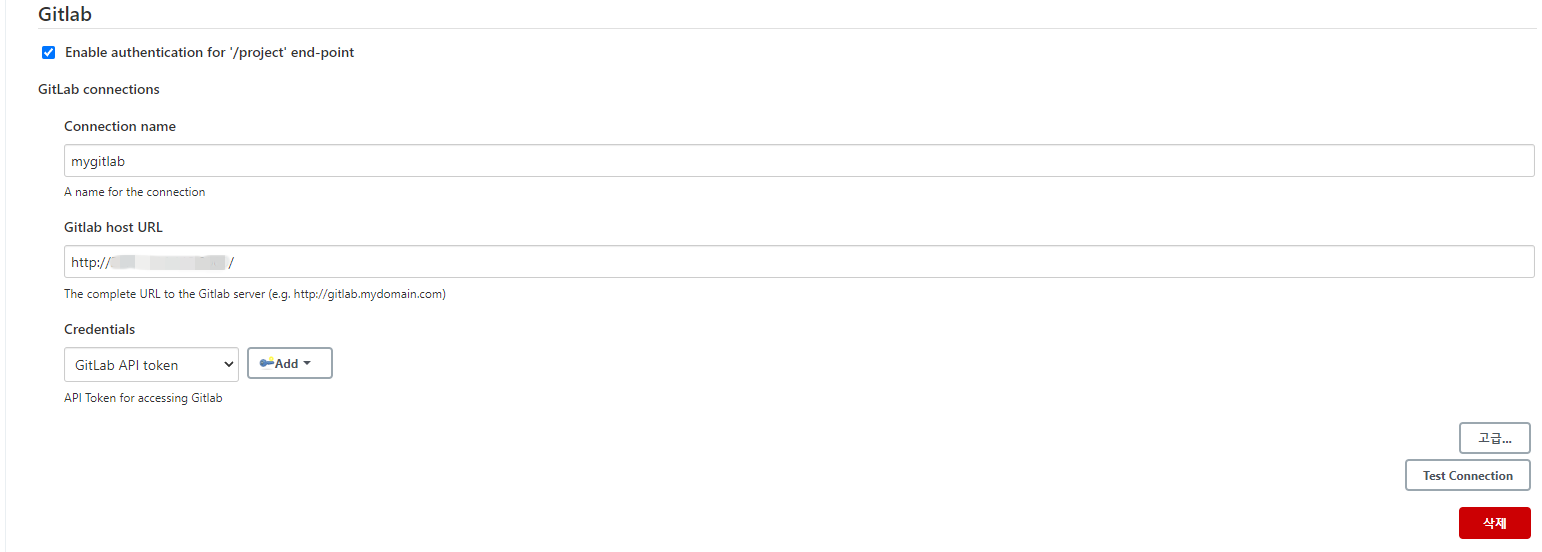 Gitlab
Enable authentication for '/project' end-point
GitLab connections
Connection name
mygitlab
A name for the connection
Gitlab host URL
http:// /
The complete URL to the Gitlab server (e.g. http://gitlab.mydomain.com)
Credentials
GitLab API token
Add
API Token for accessing Gitlab
고급...
Test Connection
삭제